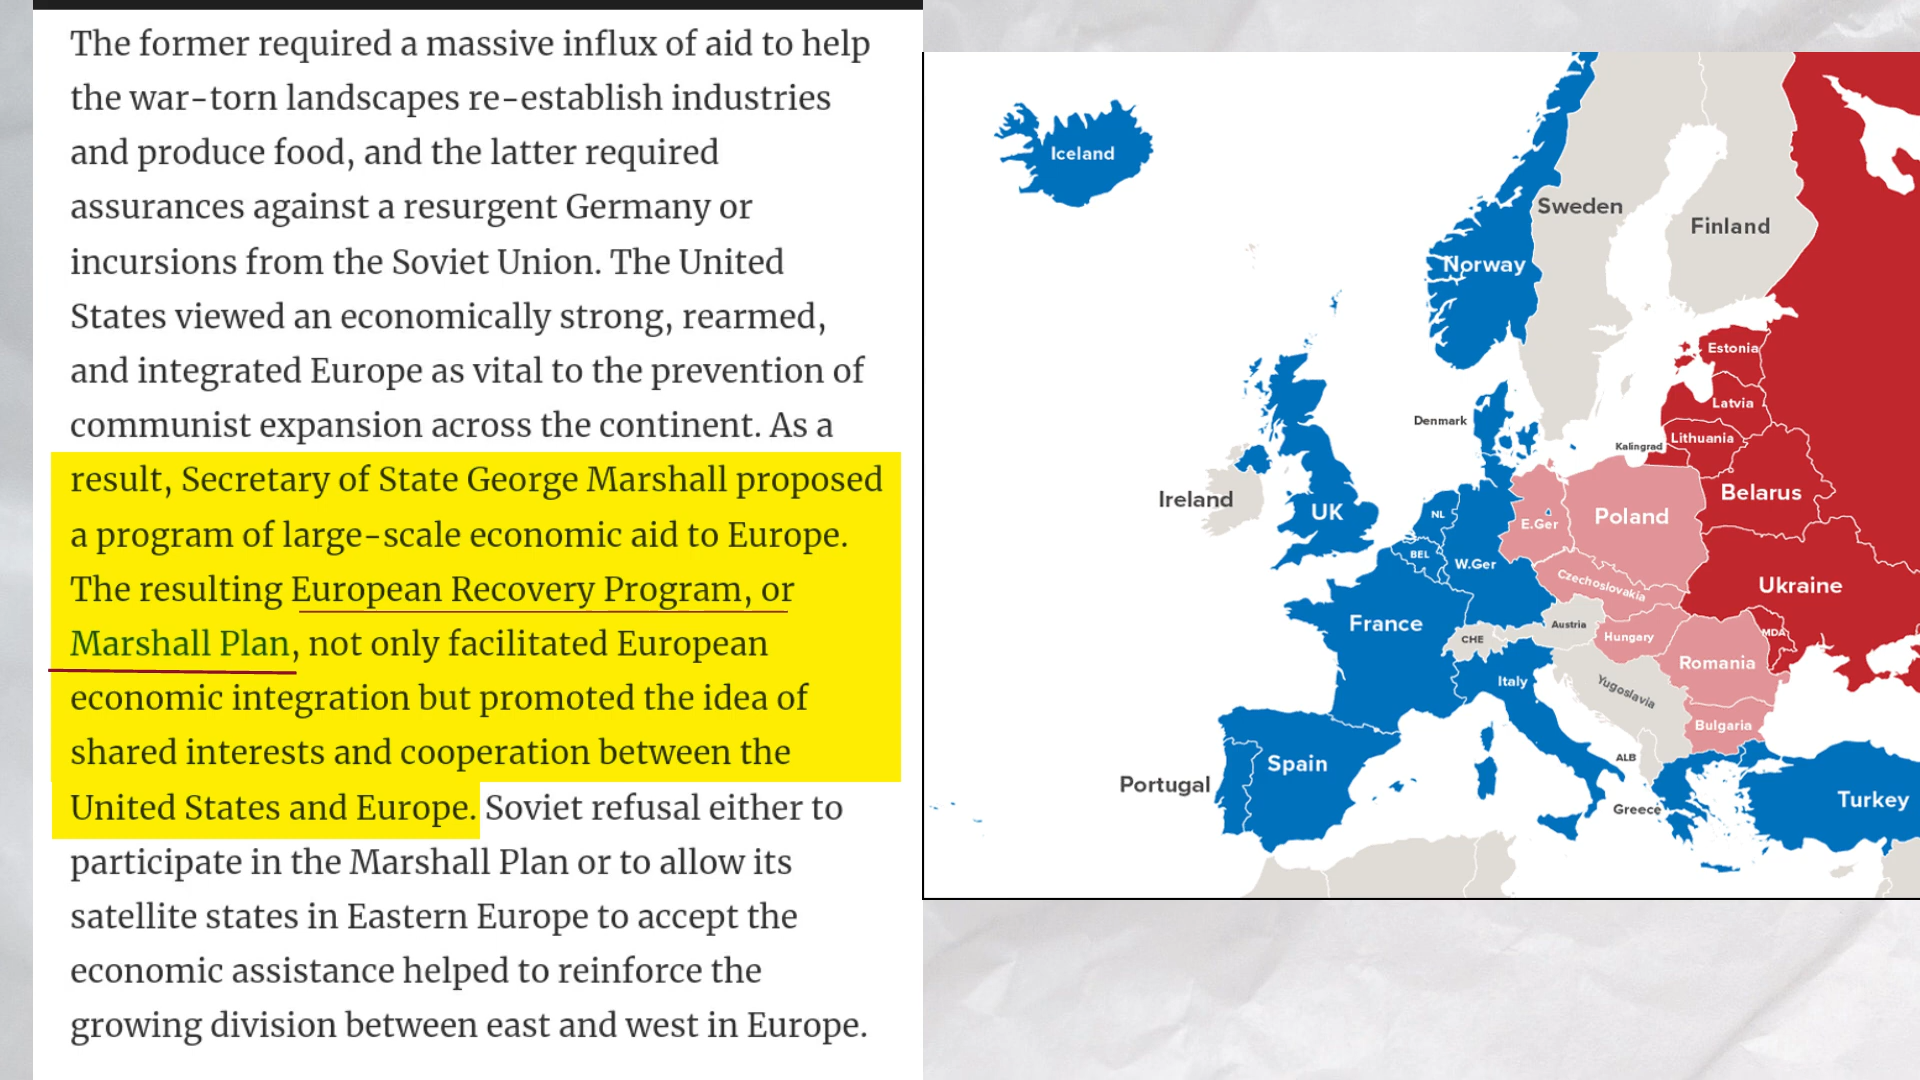 The former required a massive influx of aid to help
the war-torn landscapes re-establish industries
and produce food, and the latter required
assurances against a resurgent Germany or
incursions from the Soviet Union. The United
States viewed an economically strong, rearmed,
and integrated Europe as vital to the prevention of
communist expansion across the continent. As a
result, Secretary of State George Marshall proposed
a program of large-scale economic aid to Europe.
The resulting European Recovery Program, or
Marshall Plan, not only facilitated European
economic integration but promoted the idea of
shared interests and cooperation between the
United States and Europe. Soviet refusal either to
participate in the Marshall Plan or to allow its
satellite states in Eastern Europe to accept the
economic assistance helped to reinforce the
growing division between east and west in Europe.
Iceland
Sweden
Finland
Norway
Estonia
Latvia
Denmark
Lithuania
Kalingrad
Belarus
Ireland
UK
NL
Poland
E.Ger
BEL
W.Ger
Czechoslovakia
Ukraine
France
Austria
CHE
Hungary
MDA
Romania
Italy
Yugoslavia
Bulgaria
ALB
Spain
Portugal
Greece
Turkey